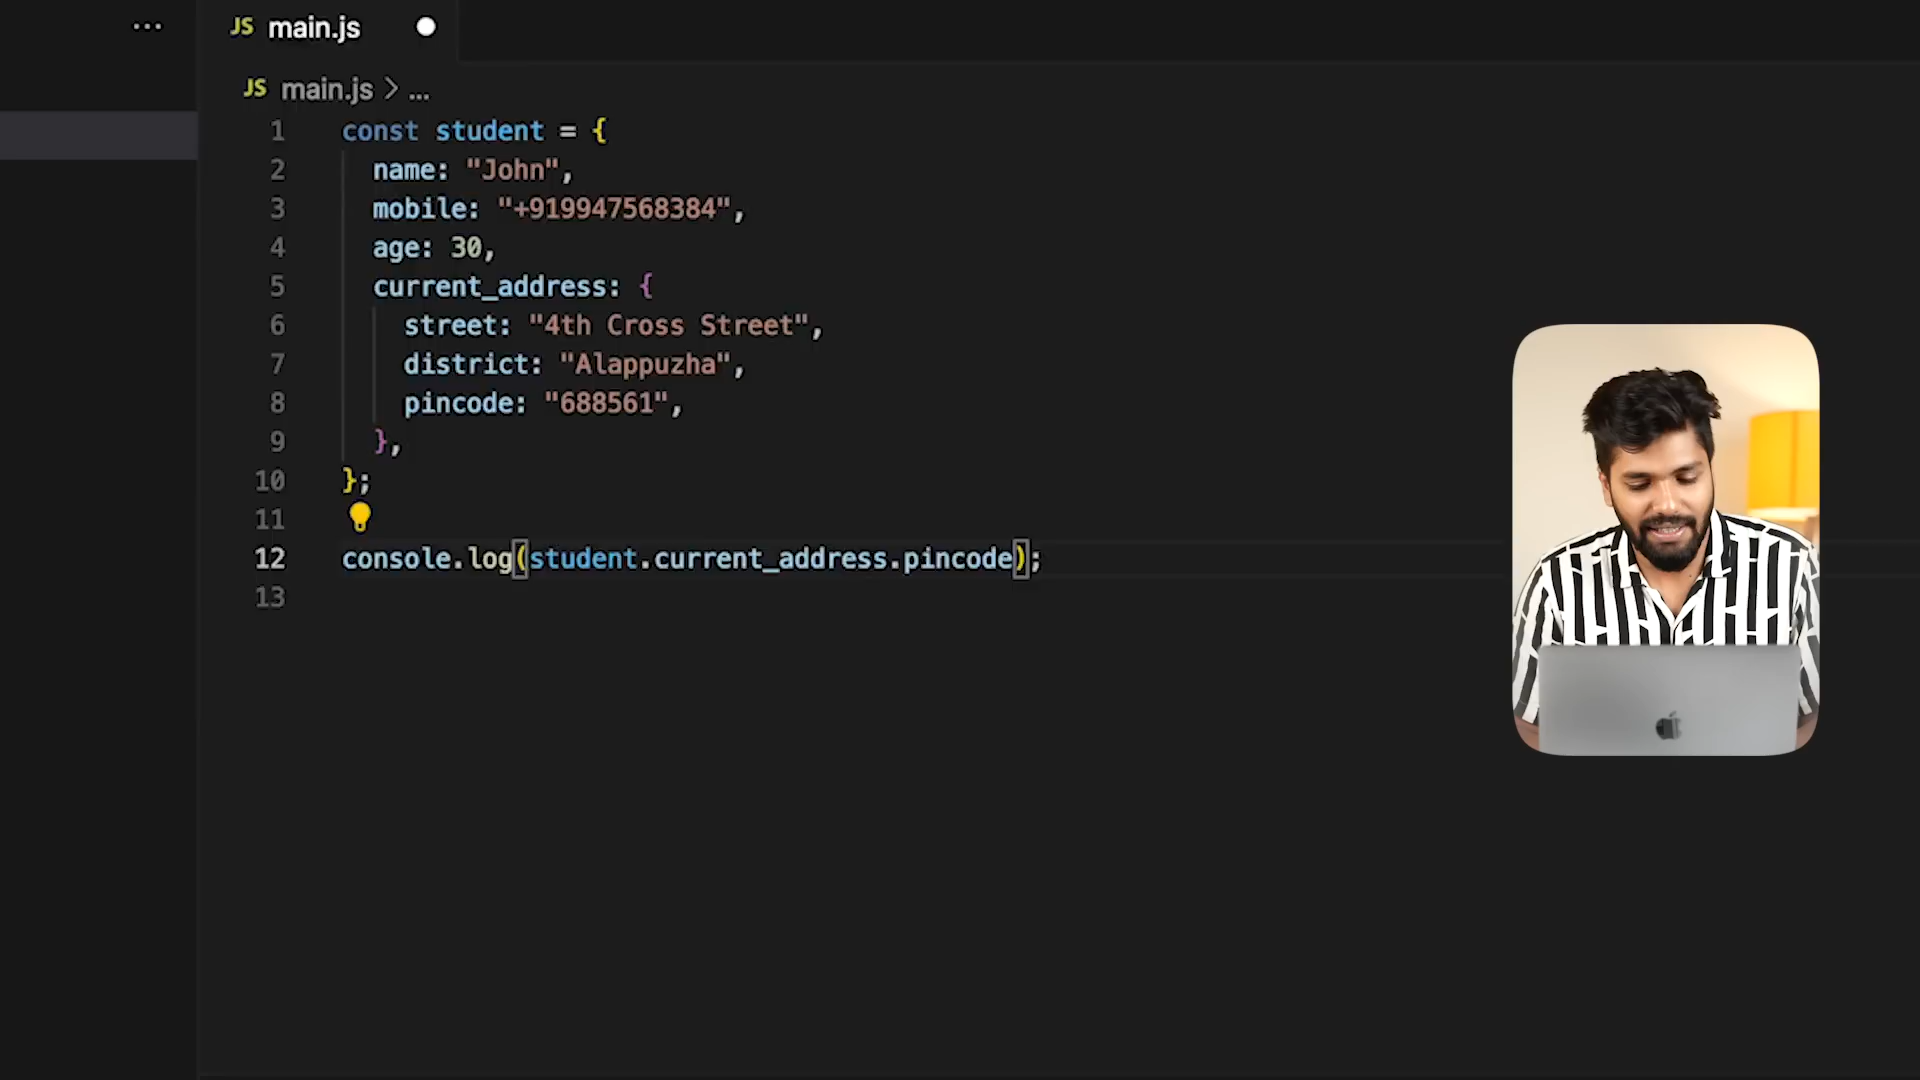 ... JS main.js
JS main.js > ...
1 const student = {
2 name: "John",
3 mobile: "+919947568384",
4 age: 30,
5 current_address: {
6 street: "4th Cross Street",
7 district: "Alappuzha",
8 pincode: "688561",
9 },
10 };
11
12 console.log(student.current_address.pincode);
13